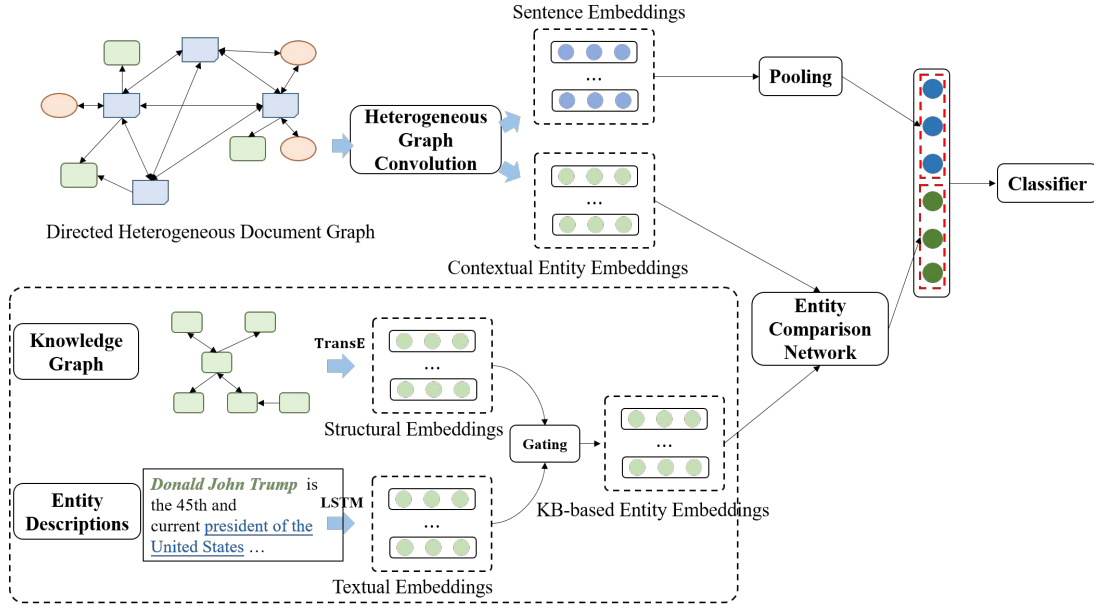 Sentence Embeddings
...
Pooling
Heterogeneous
Graph
Convolution
Classifier
...
Directed Heterogeneous Document Graph
Contextual Entity Embeddings
Entity
Comparison
Network
Knowledge
Graph
TransE
...
Structural Embeddings
Gating
...
KB-based Entity Embeddings
Entity
Descriptions
Donald John Trump is
the 45th and
current president of the
United States ...
LSTM
...
Textual Embeddings